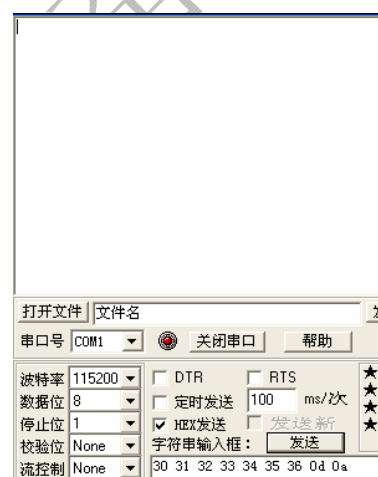 打开文件 文件名
串口号 COM1 关闭串口 帮助
波特率 115200 DTR RTS
数据位 8 定时发送 100 ms/次
停止位 1 HEX发送 发送新
校验位 None 字符串输入框： 发送
流控制 None 30 31 32 33 34 35 36 0d 0a